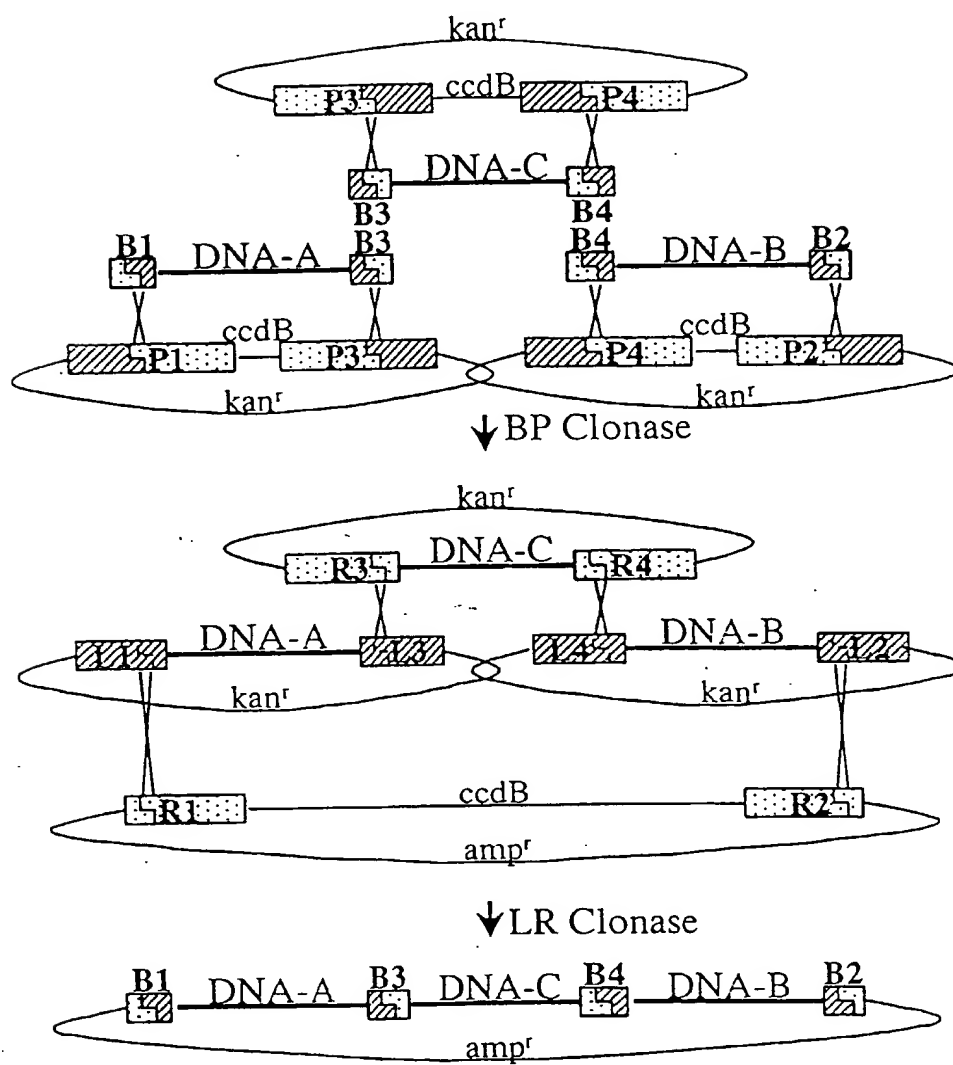 kanʳ
ccdB
P3 P4
DNA-C
B3 B4
B1 DNA-A B3 B4 DNA-B B2
ccdB ccdB
P1 P3 P4 P2
kanʳ kanʳ
BP Clonase
kanʳ
DNA-C
R3 R4
DNA-A DNA-B
L1 L3 L4 L2
kanʳ kanʳ
ccdB
R1 R2
ampʳ
LR Clonase
B1 DNA-A B3 DNA-C B4 DNA-B B2
ampʳ